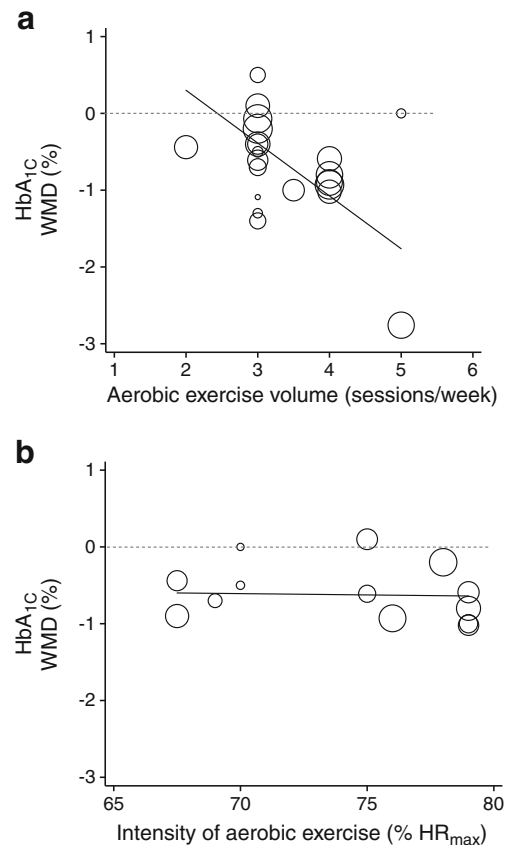 a
1
0
-1
-2
-3
HbA1C
WMD (%)
1 2 3 4 5 6
Aerobic exercise volume (sessions/week)
b
1
0
-1
-2
-3
HbA1C
WMD (%)
65 70 75 80
Intensity of aerobic exercise (% HRmax)